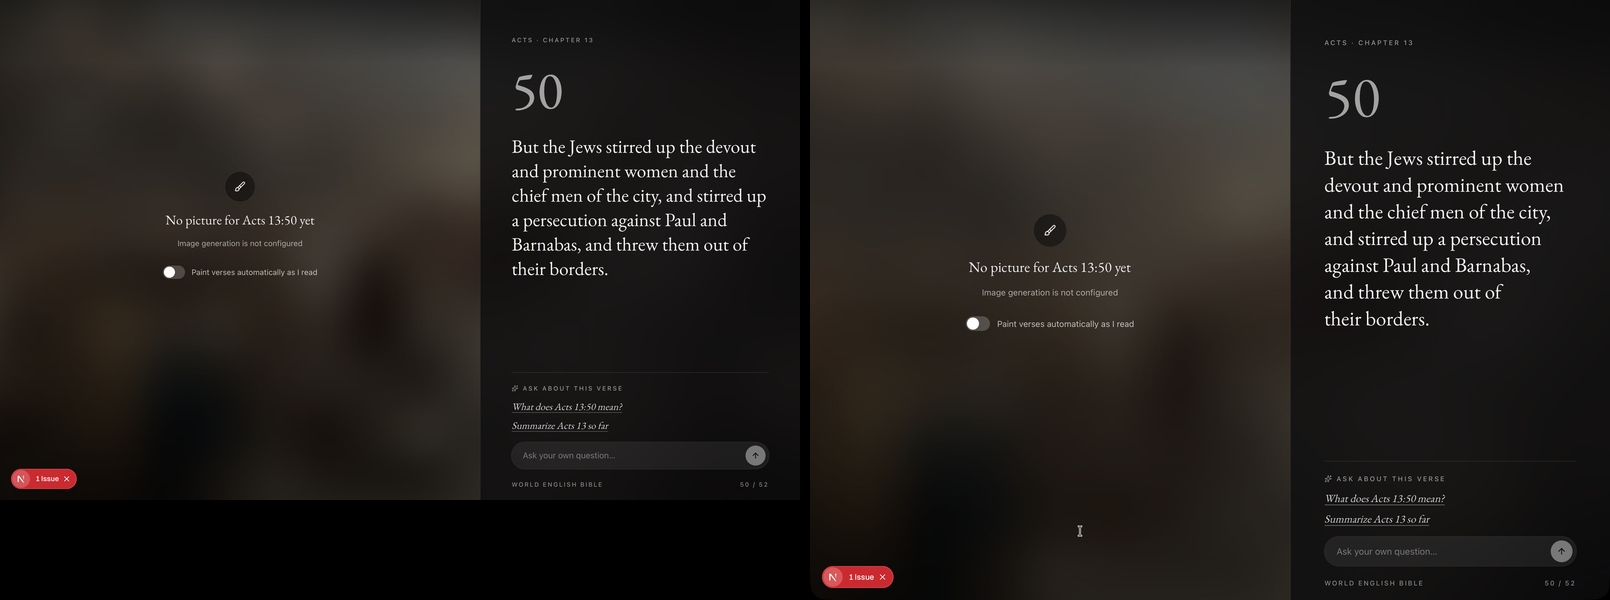 ACTS · CHAPTER 13
50
But the Jews stirred up the devout
and prominent women and the
chief men of the city, and stirred up
a persecution against Paul and
Barnabas, and threw them out of
their borders.
No picture for Acts 13:50 yet
Image generation is not configured
Paint verses automatically as I read
ASK ABOUT THIS VERSE
What does Acts 13:50 mean?
Summarize Acts 13 so far
Ask your own question...
WORLD ENGLISH BIBLE
50 / 52
N 1 Issue
ACTS · CHAPTER 13
50
But the Jews stirred up the
devout and prominent women
and the chief men of the city,
and stirred up a persecution
against Paul and Barnabas,
and threw them out of
their borders.
No picture for Acts 13:50 yet
Image generation is not configured
Paint verses automatically as I read
ASK ABOUT THIS VERSE
What does Acts 13:50 mean?
Summarize Acts 13 so far
Ask your own question...
WORLD ENGLISH BIBLE
50 / 52
N 1 Issue